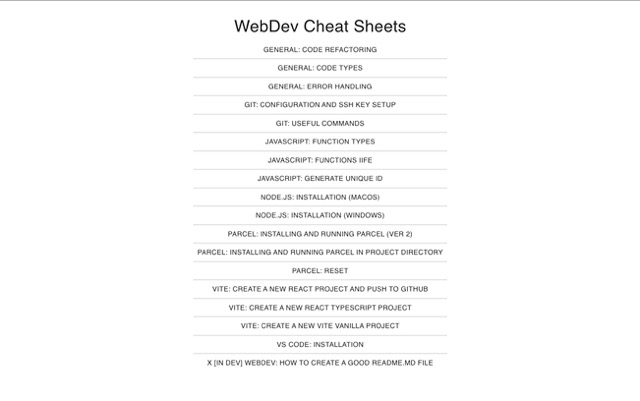 WebDev Cheat Sheets
GENERAL: CODE REFACTORING
GENERAL: CODE TYPES
GENERAL: ERROR HANDLING
GIT: CONFIGURATION AND SSH KEY SETUP
GIT: USEFUL COMMANDS
JAVASCRIPT: FUNCTION TYPES
JAVASCRIPT: FUNCTIONS IIFE
JAVASCRIPT: GENERATE UNIQUE ID
NODE.JS: INSTALLATION (MACOS)
NODE.JS: INSTALLATION (WINDOWS)
PARCEL: INSTALLING AND RUNNING PARCEL (VER 2)
PARCEL: INSTALLING AND RUNNING PARCEL IN PROJECT DIRECTORY
PARCEL: RESET
VITE: CREATE A NEW REACT PROJECT AND PUSH TO GITHUB
VITE: CREATE A NEW REACT TYPESCRIPT PROJECT
VITE: CREATE A NEW VITE VANILLA PROJECT
VS CODE: INSTALLATION
X [IN DEV] WEBDEV: HOW TO CREATE A GOOD README.MD FILE